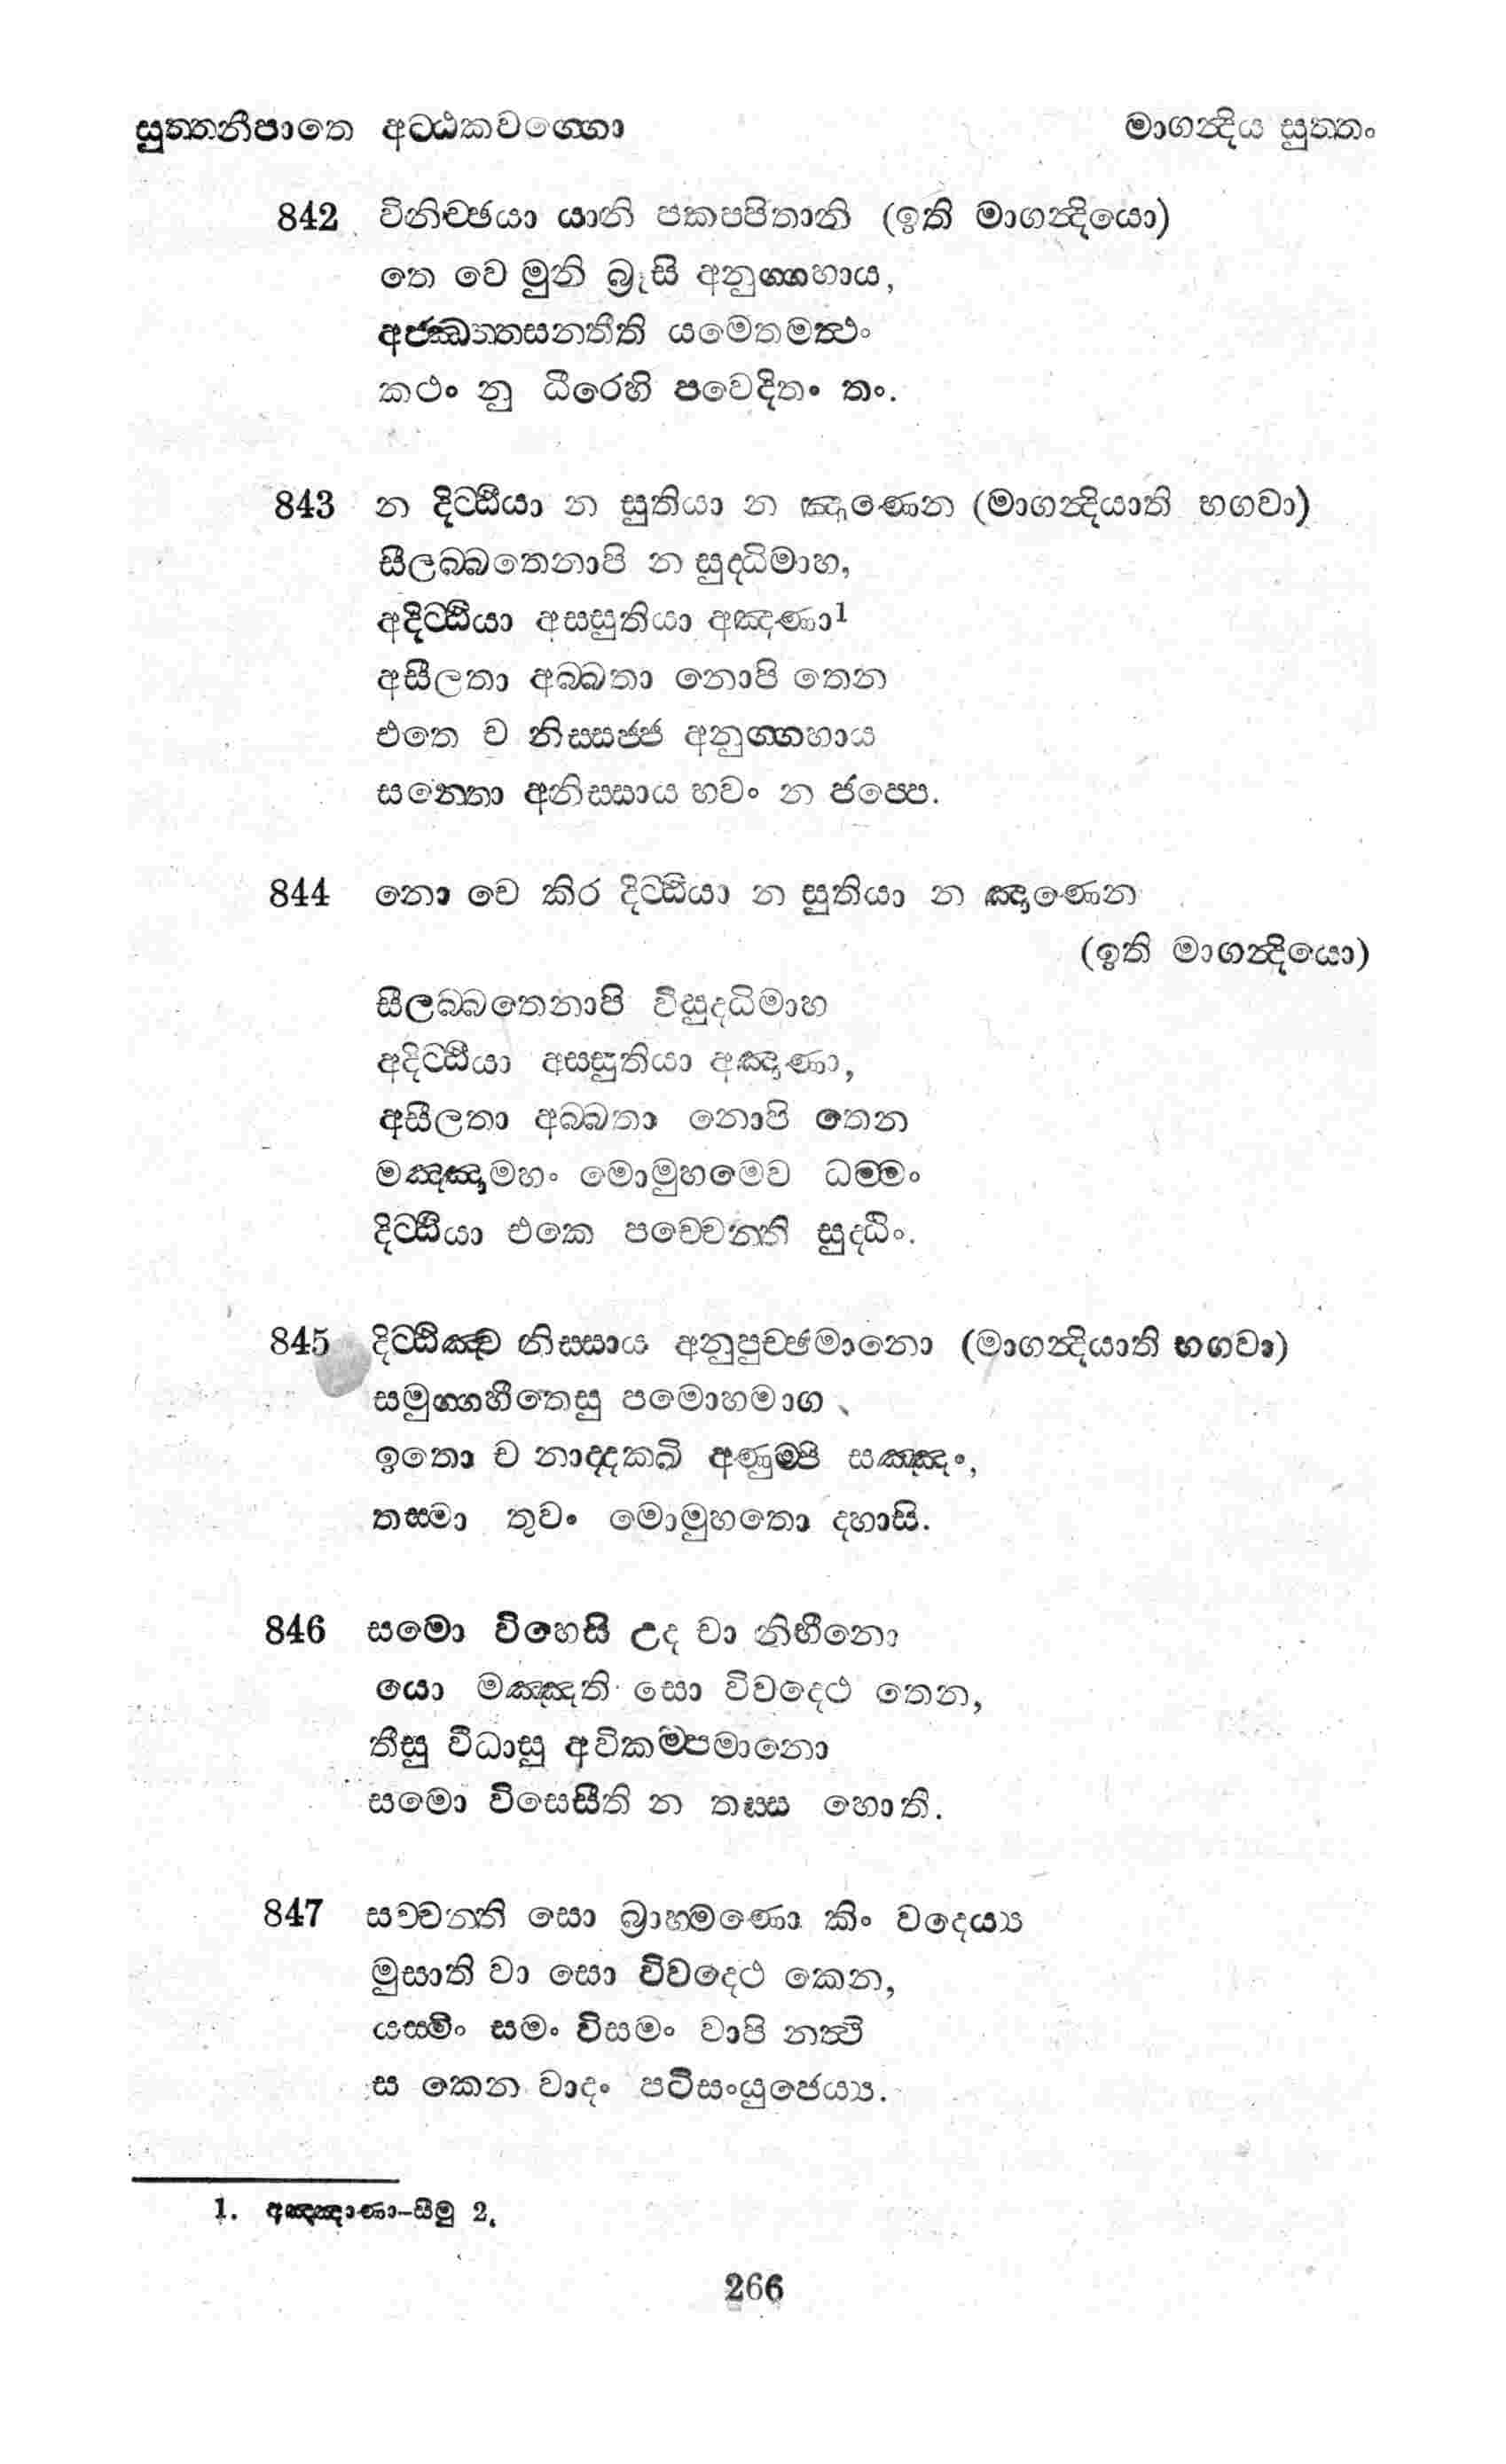 සුත්තනිපාතෙ අට්ඨකවග්ගො
මාගන්දිය සුත්තං
842 විනිච්ඡයා යානි පකප්පිතානි (ඉති මාගන්දියො)
තෙ වෙ මුනි බ්‍රූසි අනුග්ගහාය,
අජ්ඣත්තසන්තීති යමෙතමත්‍ථං
කථං නු ධීරෙහි පවෙදිතං තං.
843 න දිට්ඨියා න සුතියා න ඤාණෙන (මාගන්දියාති භගවා)
සීලබ්බතෙනාපි න සුද්ධිමාහ,
අදිට්ඨියා අස්සුතියා අඤාණා1
අසීලතා අබ්බතා නොපි තෙන
එතෙ ච නිස්සජ්ජ අනුග්ගහාය
සන්තො අනිස්සාය භවං න ජප්පෙ.
844 නො වෙ කිර දිට්ඨියා න සුතියා න ඤාණෙන
(ඉති මාගන්දියො)
සීලබ්බතෙනාපි විසුද්ධිමාහ
අදිට්ඨියා අස්සුතියා අඤාණා,
අසීලතා අබ්බතා නොපි තෙන
මඤ්ඤාමහං මොමුහමෙව ධම්මං
දිට්ඨියා එකෙ පච්චෙන්ති සුද්ධිං.
845 දිට්ඨිඤ්ච නිස්සාය අනුපුච්ඡමානො (මාගන්දියාති භගවා)
සමුග්ගහීතෙසු පමොහමාග
ඉතො ච නාද්දක්ඛි අණුම්පි සඤ්ඤං,
තස්මා තුවං මොමුහතො දහාසි.
846 සමො විහෙසි උද වා නිභීනො
යො මඤ්ඤති සො විවදෙථ තෙන,
තීසු විධාසු අවිකම්පමානො
සමො විසෙසීති න තස්ස හොති.
847 සච්චන්ති සො බ්‍රාහ්මණො කිං වදෙය්‍ය
මුසාති වා සො විවදෙථ කෙන,
යස්මිං සමං විසමං වාපි නත්‍ථි
ස කෙන වාදං පටිසංයුජෙය්‍ය.
1. අඤ්ඤාණා-සීමු 2.
266